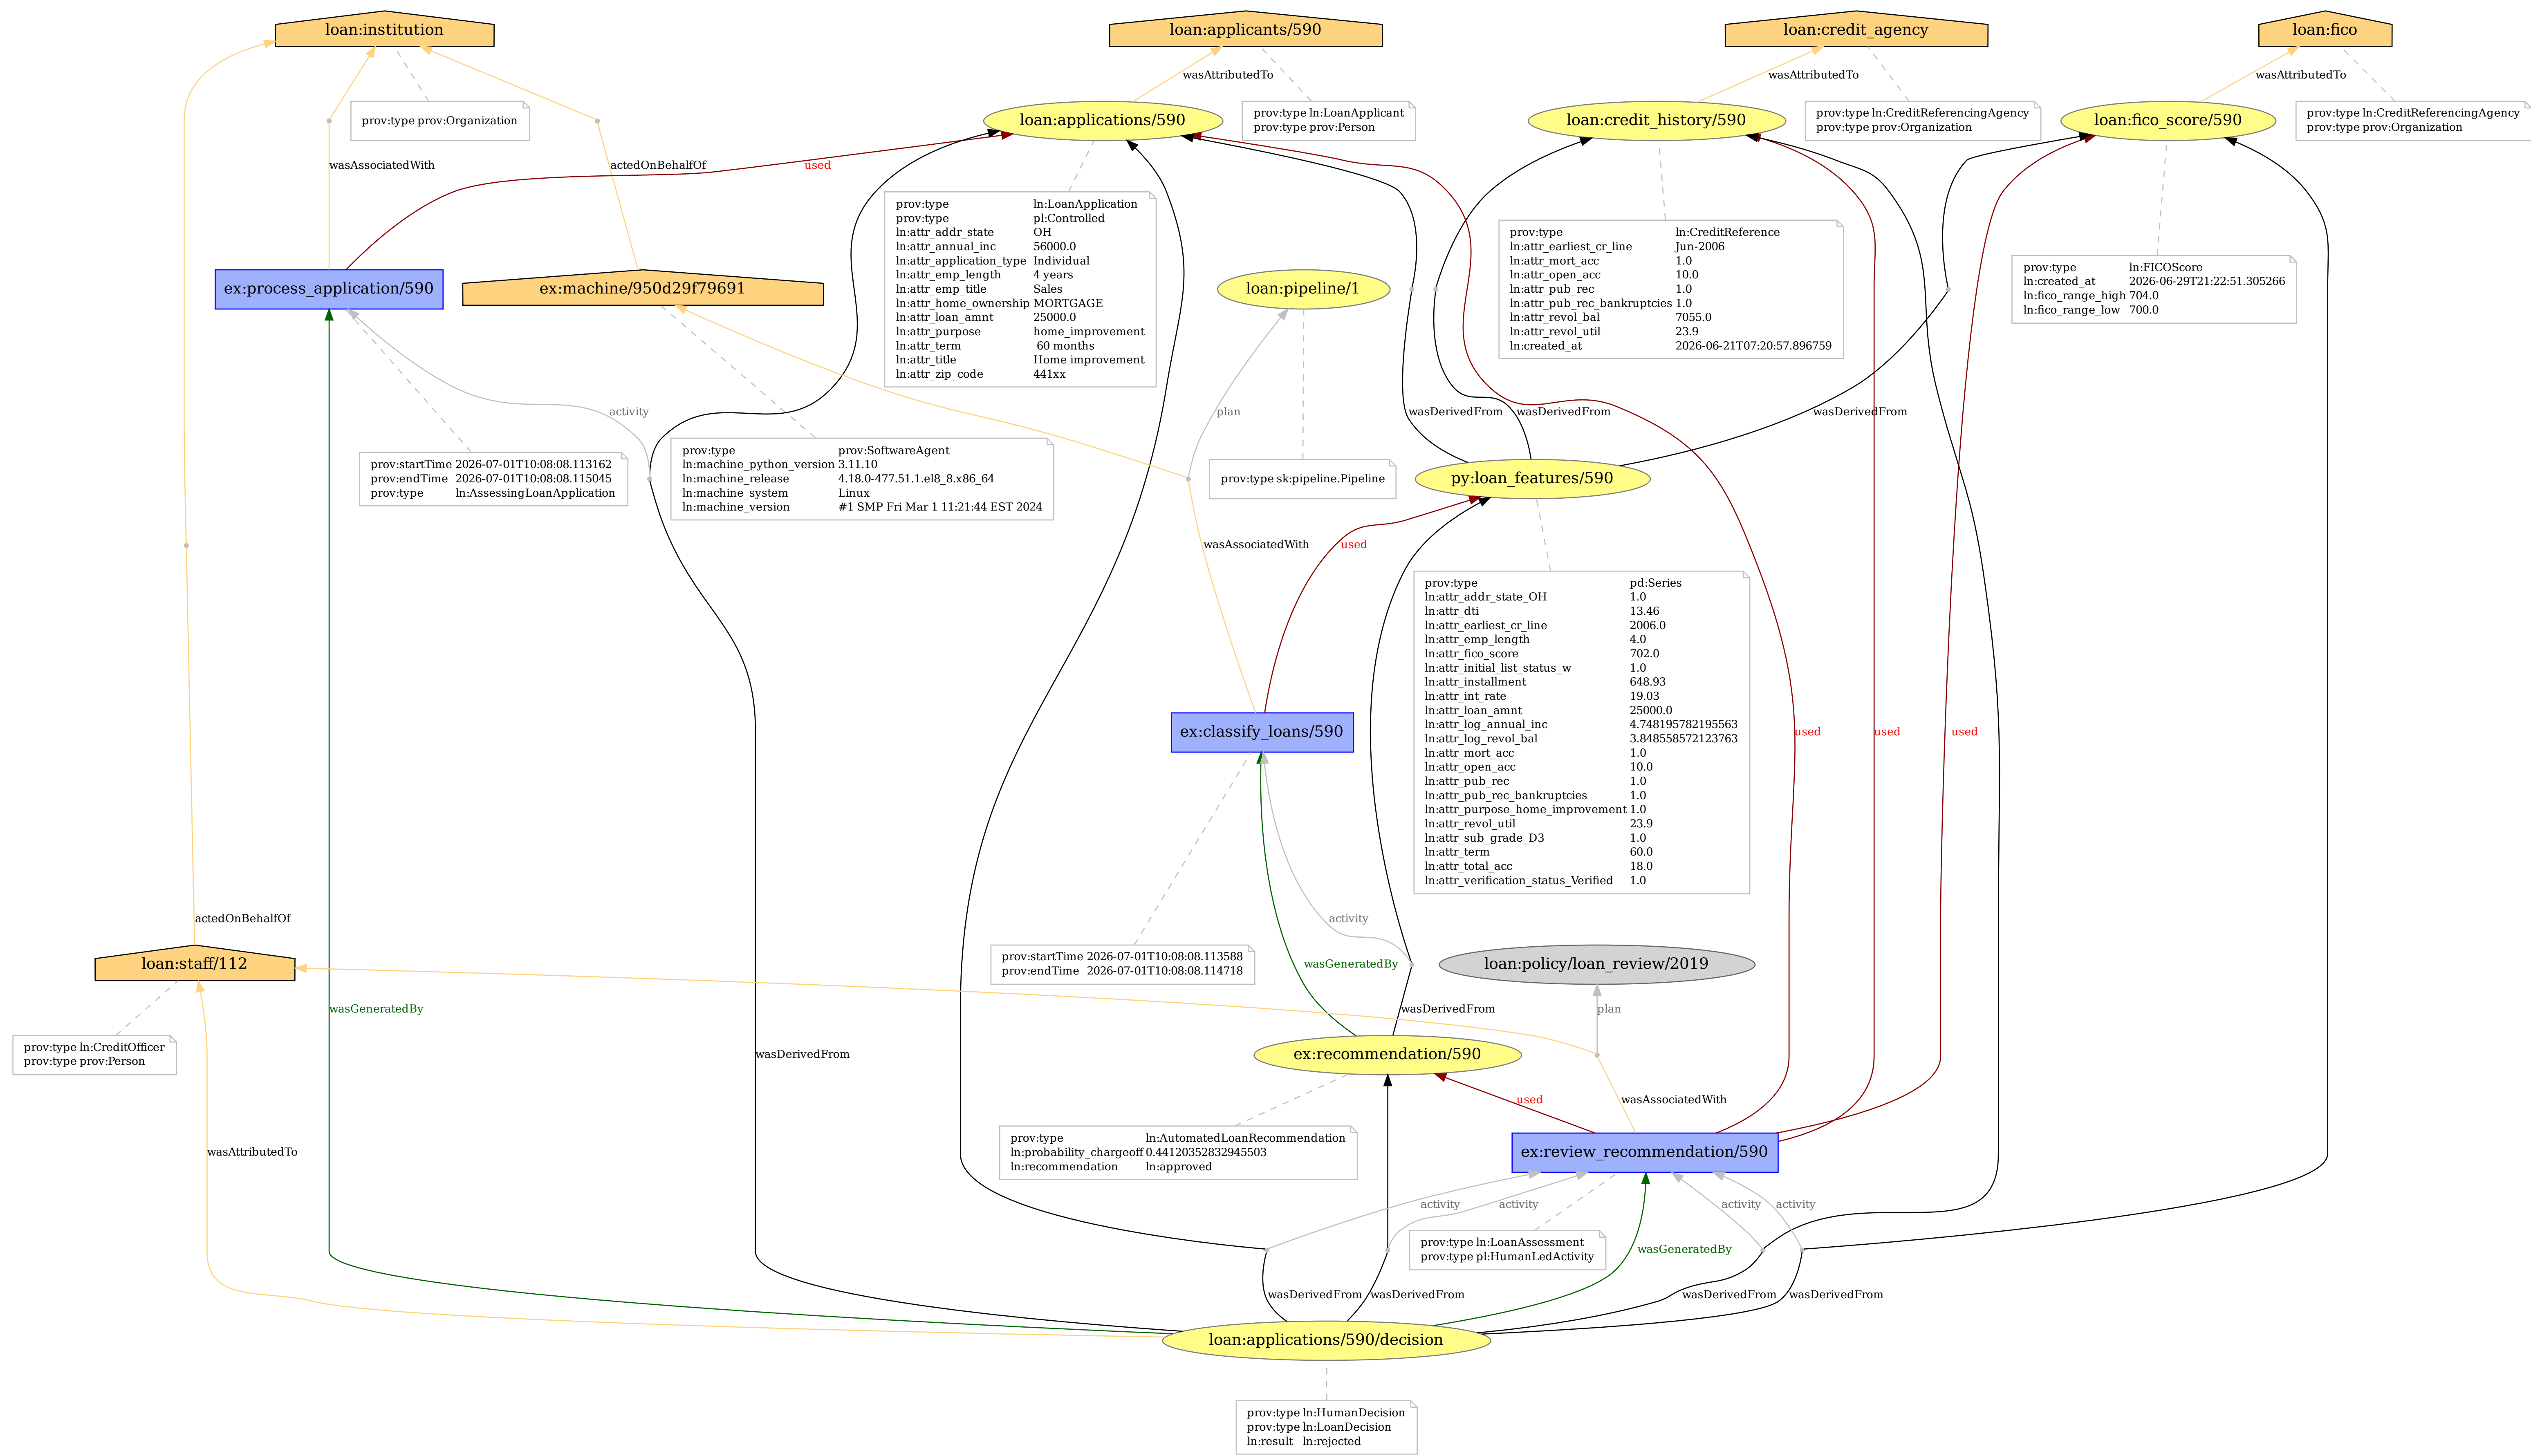 loan:institution
loan:applicants/590
loan:credit_agency
loan:fico
wasAttributedTo
wasAttributedTo
wasAttributedTo
prov:type prov:Organization
loan:applications/590
prov:type ln:LoanApplicant
prov:type prov:Person
loan:credit_history/590
prov:type ln:CreditReferencingAgency
prov:type prov:Organization
loan:fico_score/590
prov:type ln:CreditReferencingAgency
prov:type prov:Organization
wasAssociatedWith
actedOnBehalfOf
used
prov:type ln:LoanApplication
prov:type pl:Controlled
ln:attr_addr_state OH
ln:attr_annual_inc 56000.0
ln:attr_application_type Individual
ln:attr_emp_length 4 years
ln:attr_emp_title Sales
ln:attr_home_ownership MORTGAGE
ln:attr_loan_amnt 25000.0
ln:attr_purpose home_improvement
ln:attr_term 60 months
ln:attr_title Home improvement
ln:attr_zip_code 441xx
prov:type ln:CreditReference
ln:attr_earliest_cr_line Jun-2006
ln:attr_mort_acc 1.0
ln:attr_open_acc 10.0
ln:attr_pub_rec 1.0
ln:attr_pub_rec_bankruptcies 1.0
ln:attr_revol_bal 7055.0
ln:attr_revol_util 23.9
ln:created_at 2026-06-21T07:20:57.896759
prov:type ln:FICOScore
ln:created_at 2026-06-29T21:22:51.305266
ln:fico_range_high 704.0
ln:fico_range_low 700.0
ex:process_application/590
ex:machine/950d29f79691
loan:pipeline/1
activity
plan
wasDerivedFrom
wasDerivedFrom
wasDerivedFrom
prov:startTime 2026-07-01T10:08:08.113162
prov:endTime 2026-07-01T10:08:08.115045
prov:type ln:AssessingLoanApplication
prov:type prov:SoftwareAgent
ln:machine_python_version 3.11.10
ln:machine_release 4.18.0-477.51.1.el8_8.x86_64
ln:machine_system Linux
ln:machine_version #1 SMP Fri Mar 1 11:21:44 EST 2024
prov:type sk:pipeline.Pipeline
py:loan_features/590
wasAssociatedWith
used
prov:type pd:Series
ln:attr_addr_state_OH 1.0
ln:attr_dti 13.46
ln:attr_earliest_cr_line 2006.0
ln:attr_emp_length 4.0
ln:attr_fico_score 702.0
ln:attr_initial_list_status_w 1.0
ln:attr_installment 648.93
ln:attr_int_rate 19.03
ln:attr_loan_amnt 25000.0
ln:attr_log_annual_inc 4.748195782195563
ln:attr_log_revol_bal 3.848558572123763
ln:attr_mort_acc 1.0
ln:attr_open_acc 10.0
ln:attr_pub_rec 1.0
ln:attr_pub_rec_bankruptcies 1.0
ln:attr_purpose_home_improvement 1.0
ln:attr_revol_util 23.9
ln:attr_sub_grade_D3 1.0
ln:attr_term 60.0
ln:attr_total_acc 18.0
ln:attr_verification_status_Verified 1.0
ex:classify_loans/590
used
used
used
actedOnBehalfOf
activity
loan:staff/112
prov:startTime 2026-07-01T10:08:08.113588
prov:endTime 2026-07-01T10:08:08.114718
wasGeneratedBy
loan:policy/loan_review/2019
wasGeneratedBy
wasDerivedFrom
plan
prov:type ln:CreditOfficer
prov:type prov:Person
wasDerivedFrom
ex:recommendation/590
used
wasAssociatedWith
prov:type ln:AutomatedLoanRecommendation
ln:probability_chargeoff 0.44120352832945503
ln:recommendation ln:approved
wasAttributedTo
ex:review_recommendation/590
activity
activity
activity
activity
prov:type ln:LoanAssessment
prov:type pl:HumanLedActivity
wasGeneratedBy
wasDerivedFrom
wasDerivedFrom
wasDerivedFrom
wasDerivedFrom
loan:applications/590/decision
prov:type ln:HumanDecision
prov:type ln:LoanDecision
ln:result ln:rejected